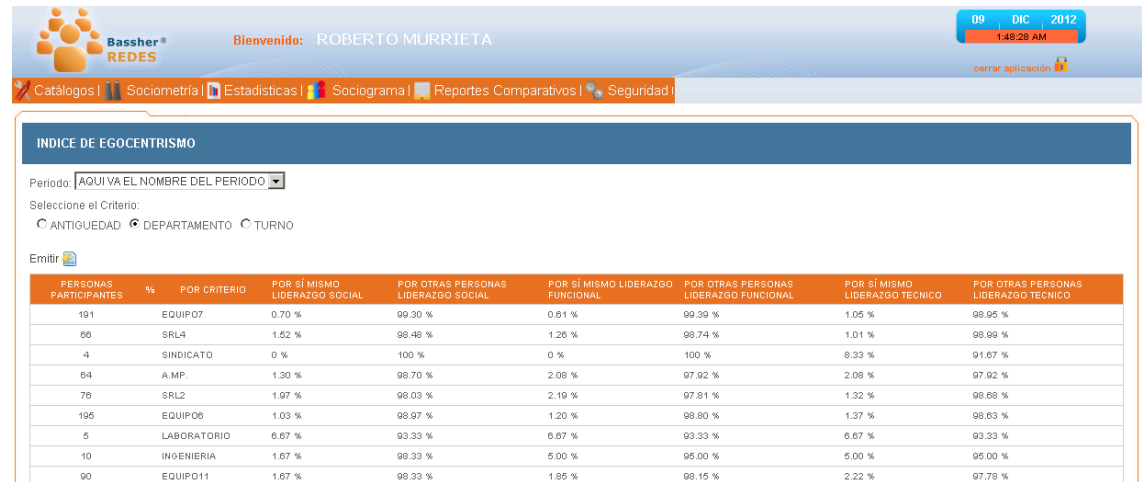 09 DIC 2012
1:48:28 AM
Bassher®
REDES
Bienvenido: ROBERTO MURRIETA
cerrar aplicación
Catálogos | Sociometría | Estadisticas | Sociograma | Reportes Comparativos | Seguridad |
INDICE DE EGOCENTRISMO
Periodo: AQUI VA EL NOMBRE DEL PERIODO
Seleccione el Criterio:
ANTIGUEDAD DEPARTAMENTO TURNO
Emitir
PERSONAS PARTICIPANTES % POR CRITERIO POR SÍ MISMO LIDERAZGO SOCIAL POR OTRAS PERSONAS LIDERAZGO SOCIAL POR SÍ MISMO LIDERAZGO FUNCIONAL POR OTRAS PERSONAS LIDERAZGO FUNCIONAL POR SÍ MISMO LIDERAZGO TECNICO POR OTRAS PERSONAS LIDERAZGO TECNICO
191 EQUIPO7 0.70 % 99.30 % 0.61 % 99.39 % 1.05 % 98.95 %
66 SRL4 1.52 % 98.48 % 1.26 % 98.74 % 1.01 % 98.99 %
4 SINDICATO 0 % 100 % 0 % 100 % 8.33 % 91.67 %
64 A.MP. 1.30 % 98.70 % 2.08 % 97.92 % 2.08 % 97.92 %
76 SRL2 1.97 % 98.03 % 2.19 % 97.81 % 1.32 % 98.68 %
195 EQUIPO6 1.03 % 98.97 % 1.20 % 98.80 % 1.37 % 98.63 %
5 LABORATORIO 6.67 % 93.33 % 6.67 % 93.33 % 6.67 % 93.33 %
10 INGENIERIA 1.67 % 98.33 % 5.00 % 95.00 % 5.00 % 95.00 %
90 EQUIPO11 1.67 % 98.33 % 1.85 % 98.15 % 2.22 % 97.78 %